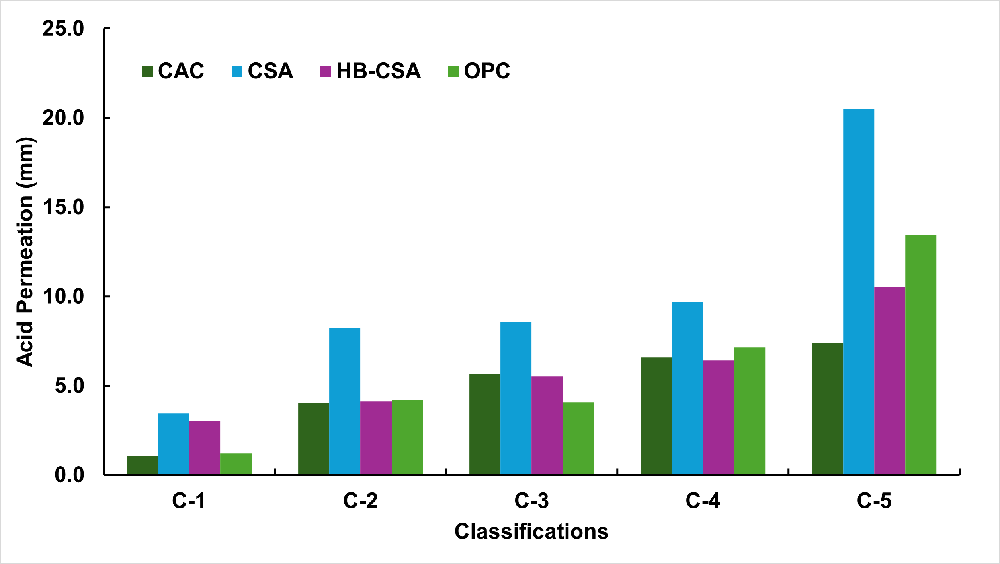 25.0
CAC CSA HB-CSA OPC
20.0
15.0
10.0
5.0
0.0
Acid Permeation (mm)
C-1 C-2 C-3 C-4 C-5
Classifications